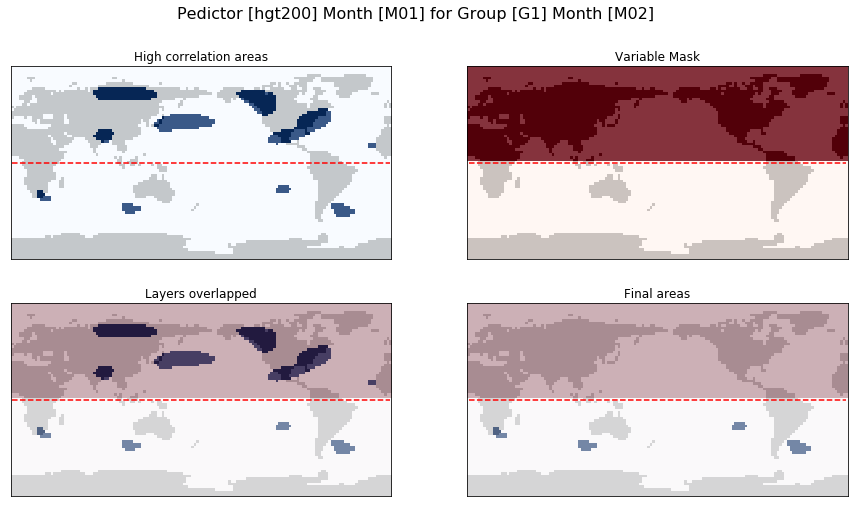 Pedictor [hgt200] Month [M01] for Group [G1] Month [M02]
High correlation areas
Variable Mask
Layers overlapped
Final areas